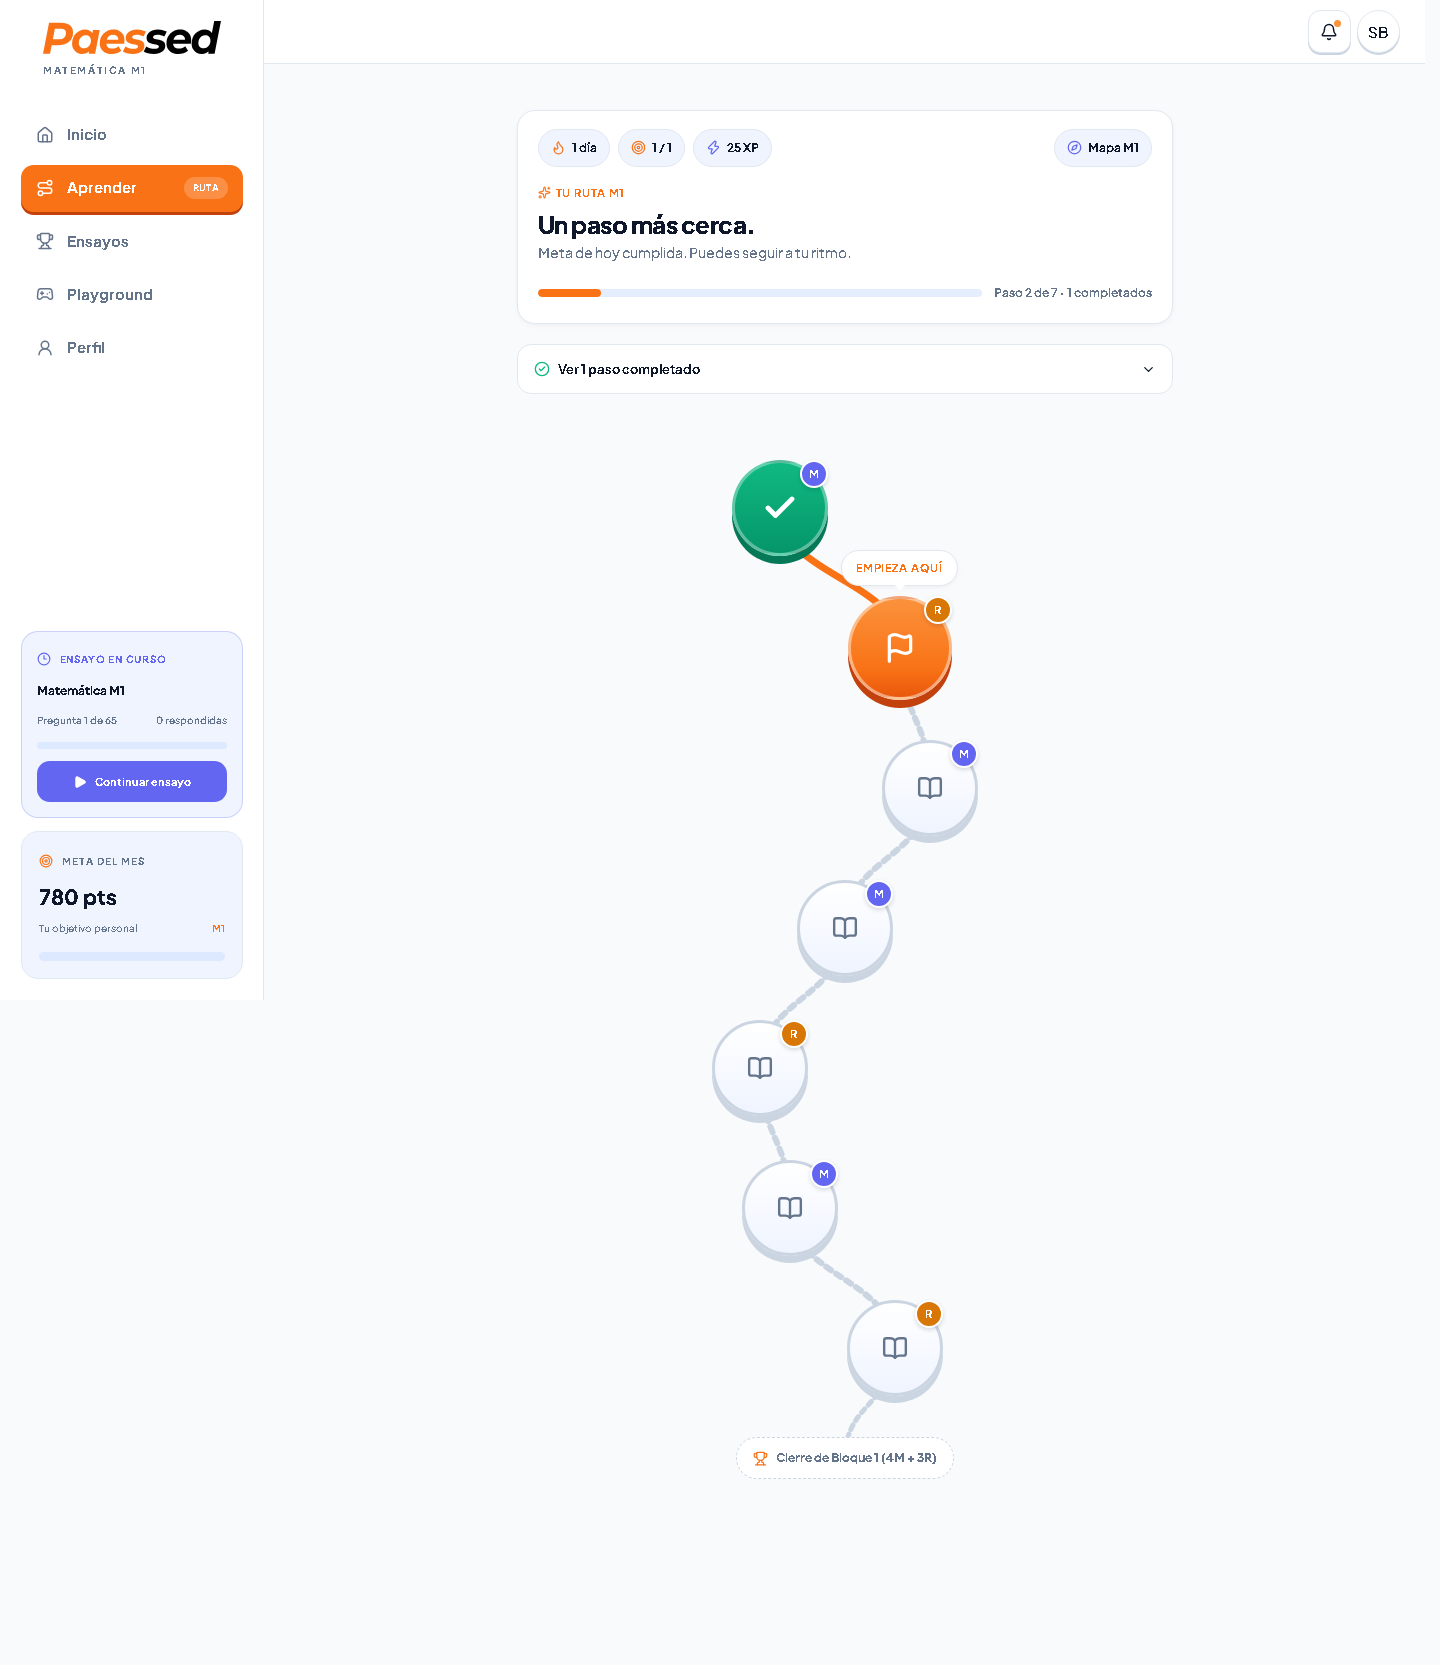 Paessed
MATEMÁTICA M1
Inicio
Aprender RUTA
Ensayos
Playground
Perfil
ENSAYO EN CURSO
Matemática M1
Pregunta 1 de 65 0 respondidas
Continuar ensayo
META DEL MES
780 pts
Tu objetivo personal M1
SB
1 día 1 / 1 25 XP Mapa M1
TU RUTA M1
Un paso más cerca.
Meta de hoy cumplida. Puedes seguir a tu ritmo.
Paso 2 de 7 · 1 completados
Ver 1 paso completado
M
EMPIEZA AQUÍ
R
M
M
R
M
R
Cierre de Bloque 1 (4M + 3R)